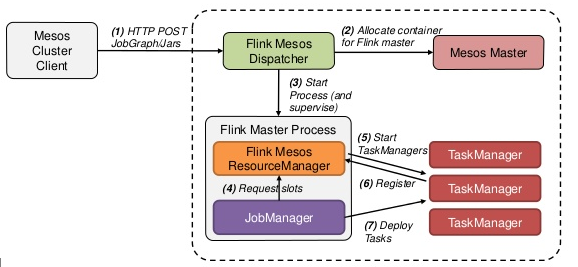 Mesos
Cluster
Client
(1) HTTP POST
JobGraph/Jars
Flink Mesos
Dispatcher
(2) Allocate container
for Flink master
Mesos Master
(3) Start
Process (and
supervise)
Flink Master Process
Flink Mesos
ResourceManager
(4) Request slots
JobManager
(5) Start
TaskManagers
(6) Register
(7) Deploy
Tasks
TaskManager
TaskManager
TaskManager